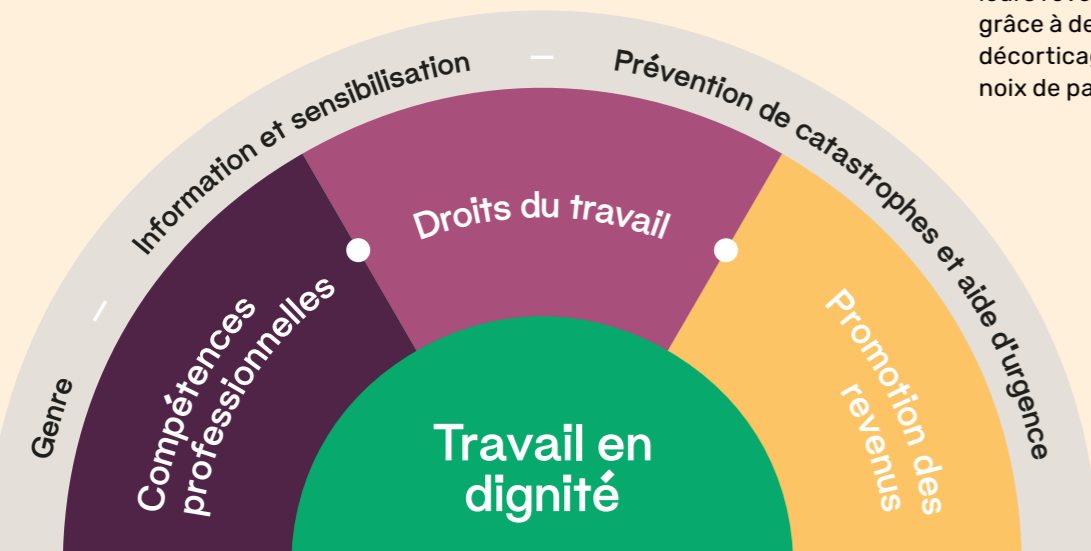 grâce à de
décorticag
noix de pa
Genre
Information et sensibilisation
Prévention de catastrophes et aide d'urgence
Compétences
professionnelles
Droits du travail
Promotion des
revenus
Travail en
dignité